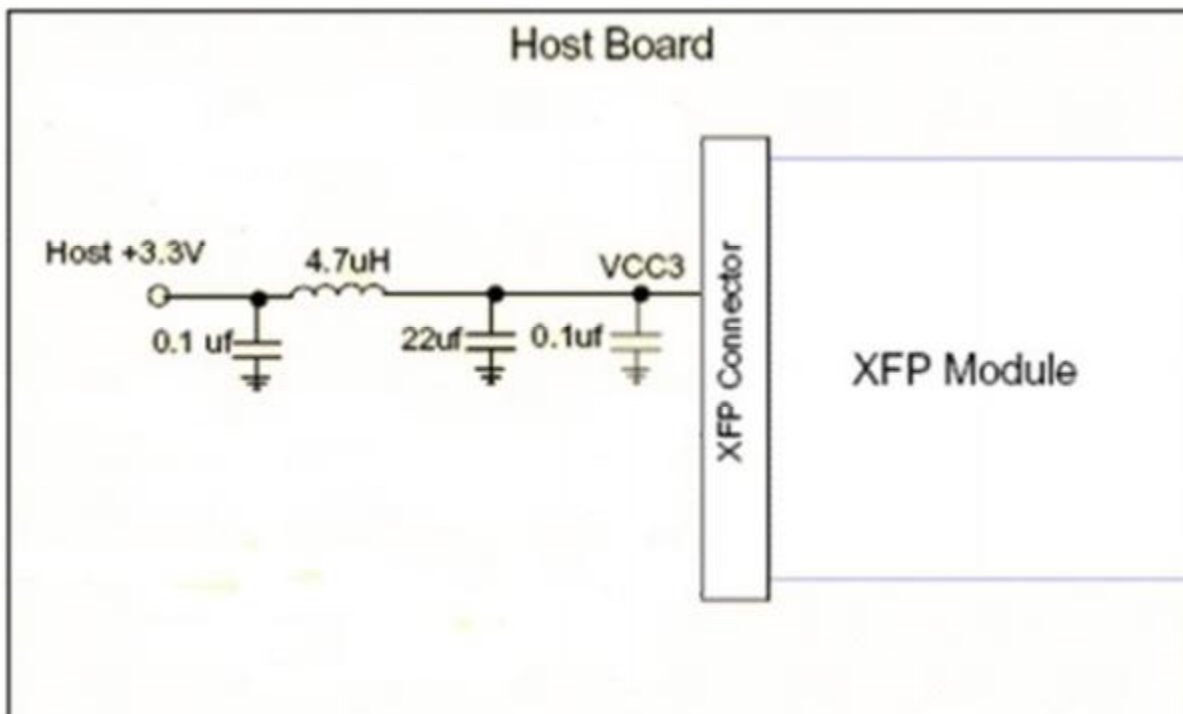 Host Board
Host +3.3V
4.7uH
VCC3
0.1 uf
22uf
0.1uf
XFP Connector
XFP Module